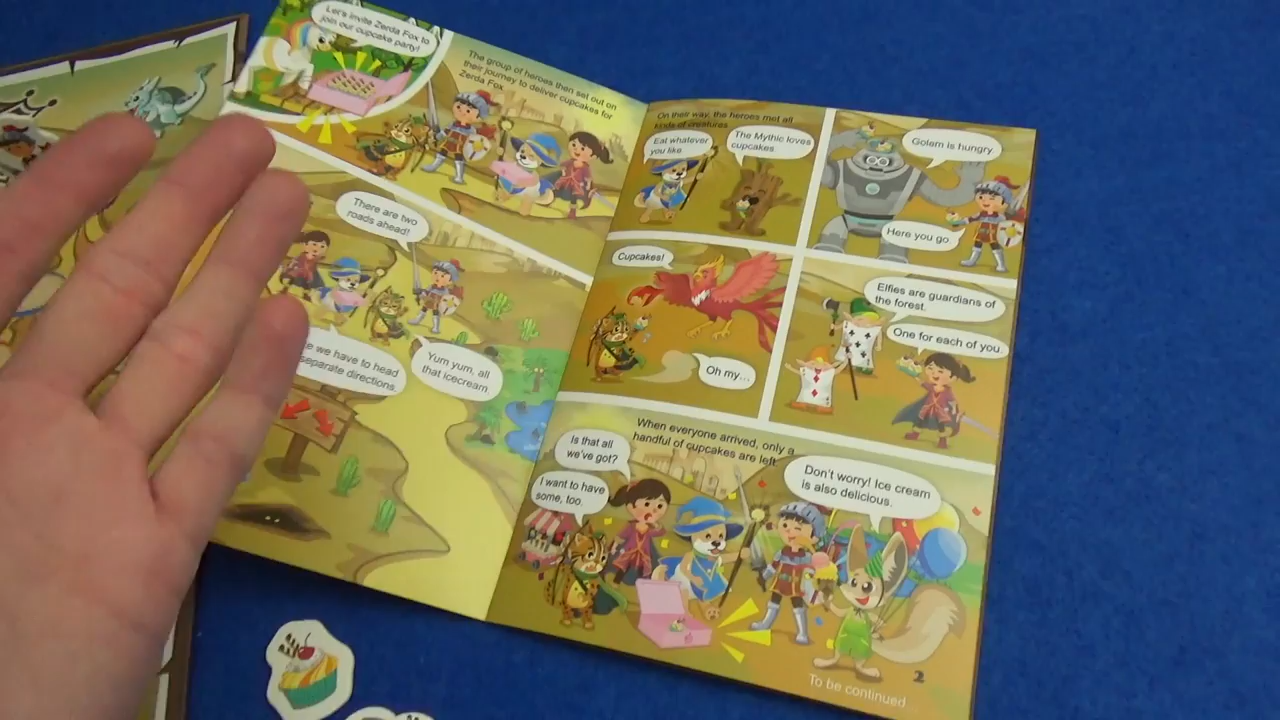 Let's invite Zerda Fox to
join our cupcake party!
The group of heroes then set out on
their journey to deliver cupcakes for
Zerda Fox.
There are two
roads ahead!
we have to head
separate directions.
Yum yum, all
that icecream
On their way, the heroes met all
kinds of creatures
Eat whatever
you like.
The Mythic loves
cupcakes
Golem is hungry
Here you go.
Cupcakes!
Oh my...
Elfies are guardians of
the forest.
One for each of you.
When everyone arrived, only a
handful of cupcakes are left.
Is that all
we've got?
I want to have
some, too.
Don't worry! Ice cream
is also delicious.
To be continued
2